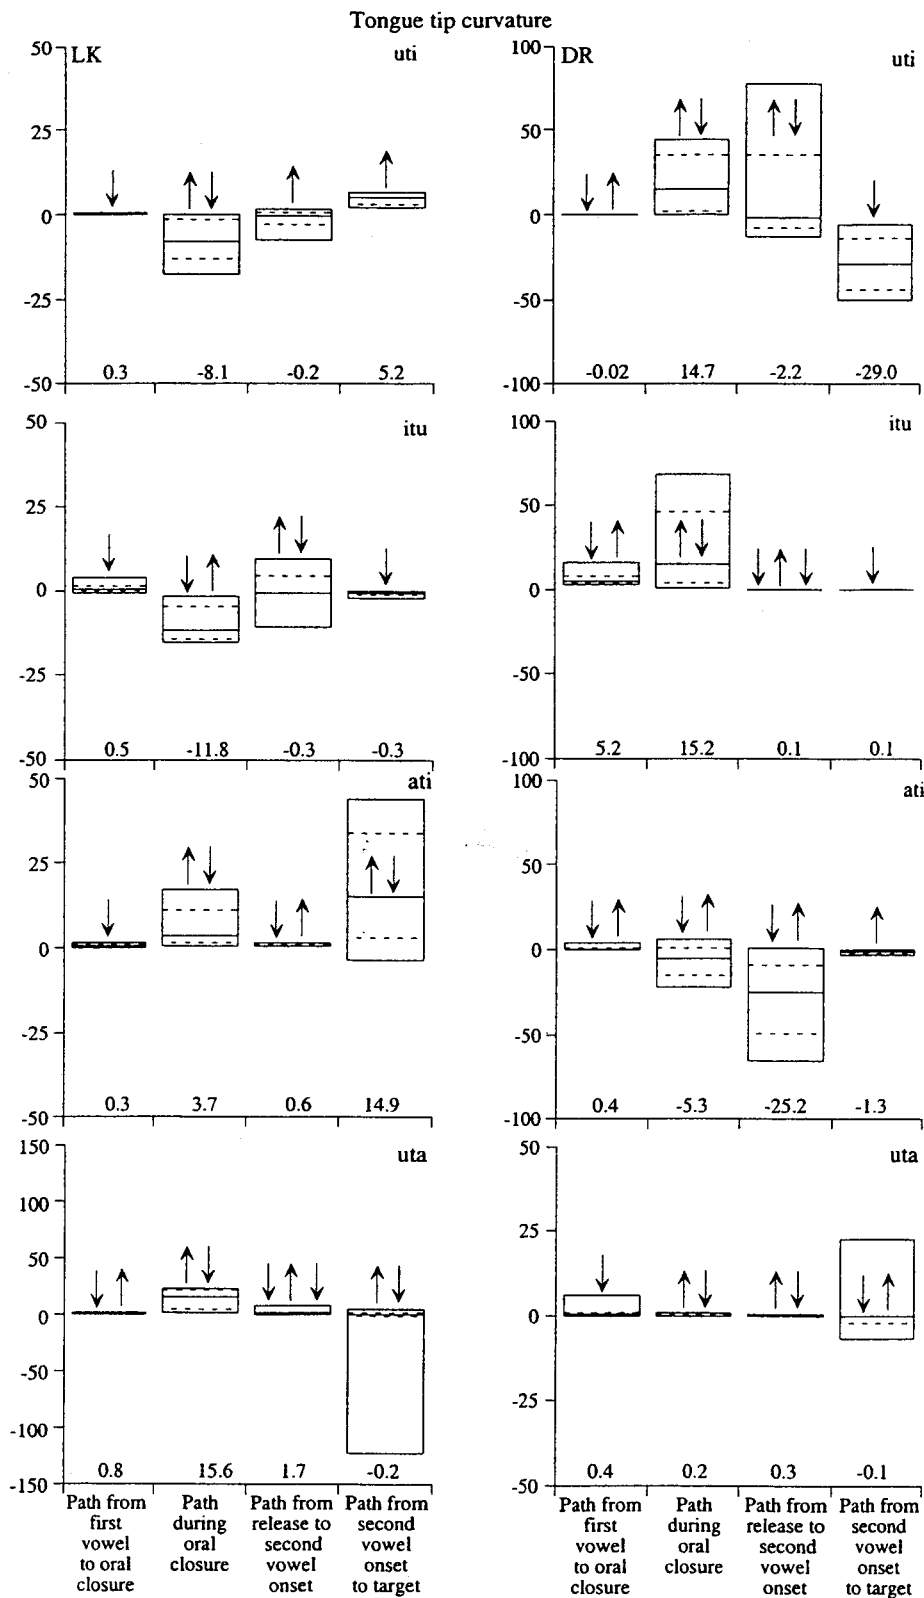 Tongue tip curvature
LK uti
50
25
0
-25
-50
0.3 -8.1 -0.2 5.2
DR uti
100
50
0
-50
-100
-0.02 14.7 -2.2 -29.0
itu
50
25
0
-25
-50
0.5 -11.8 -0.3 -0.3
itu
100
50
0
-50
-100
5.2 15.2 0.1 0.1
ati
50
25
0
-25
-50
0.3 3.7 0.6 14.9
ati
100
50
0
-50
-100
0.4 -5.3 -25.2 -1.3
uta
150
100
50
0
-50
-100
-150
0.8 15.6 1.7 -0.2
Path from first vowel to oral closure
Path during oral closure
Path from release to second vowel onset
Path from second vowel onset to target
uta
50
25
0
-25
-50
0.4 0.2 0.3 -0.1
Path from first vowel to oral closure
Path during oral closure
Path from release to second vowel onset
Path from second vowel onset to target